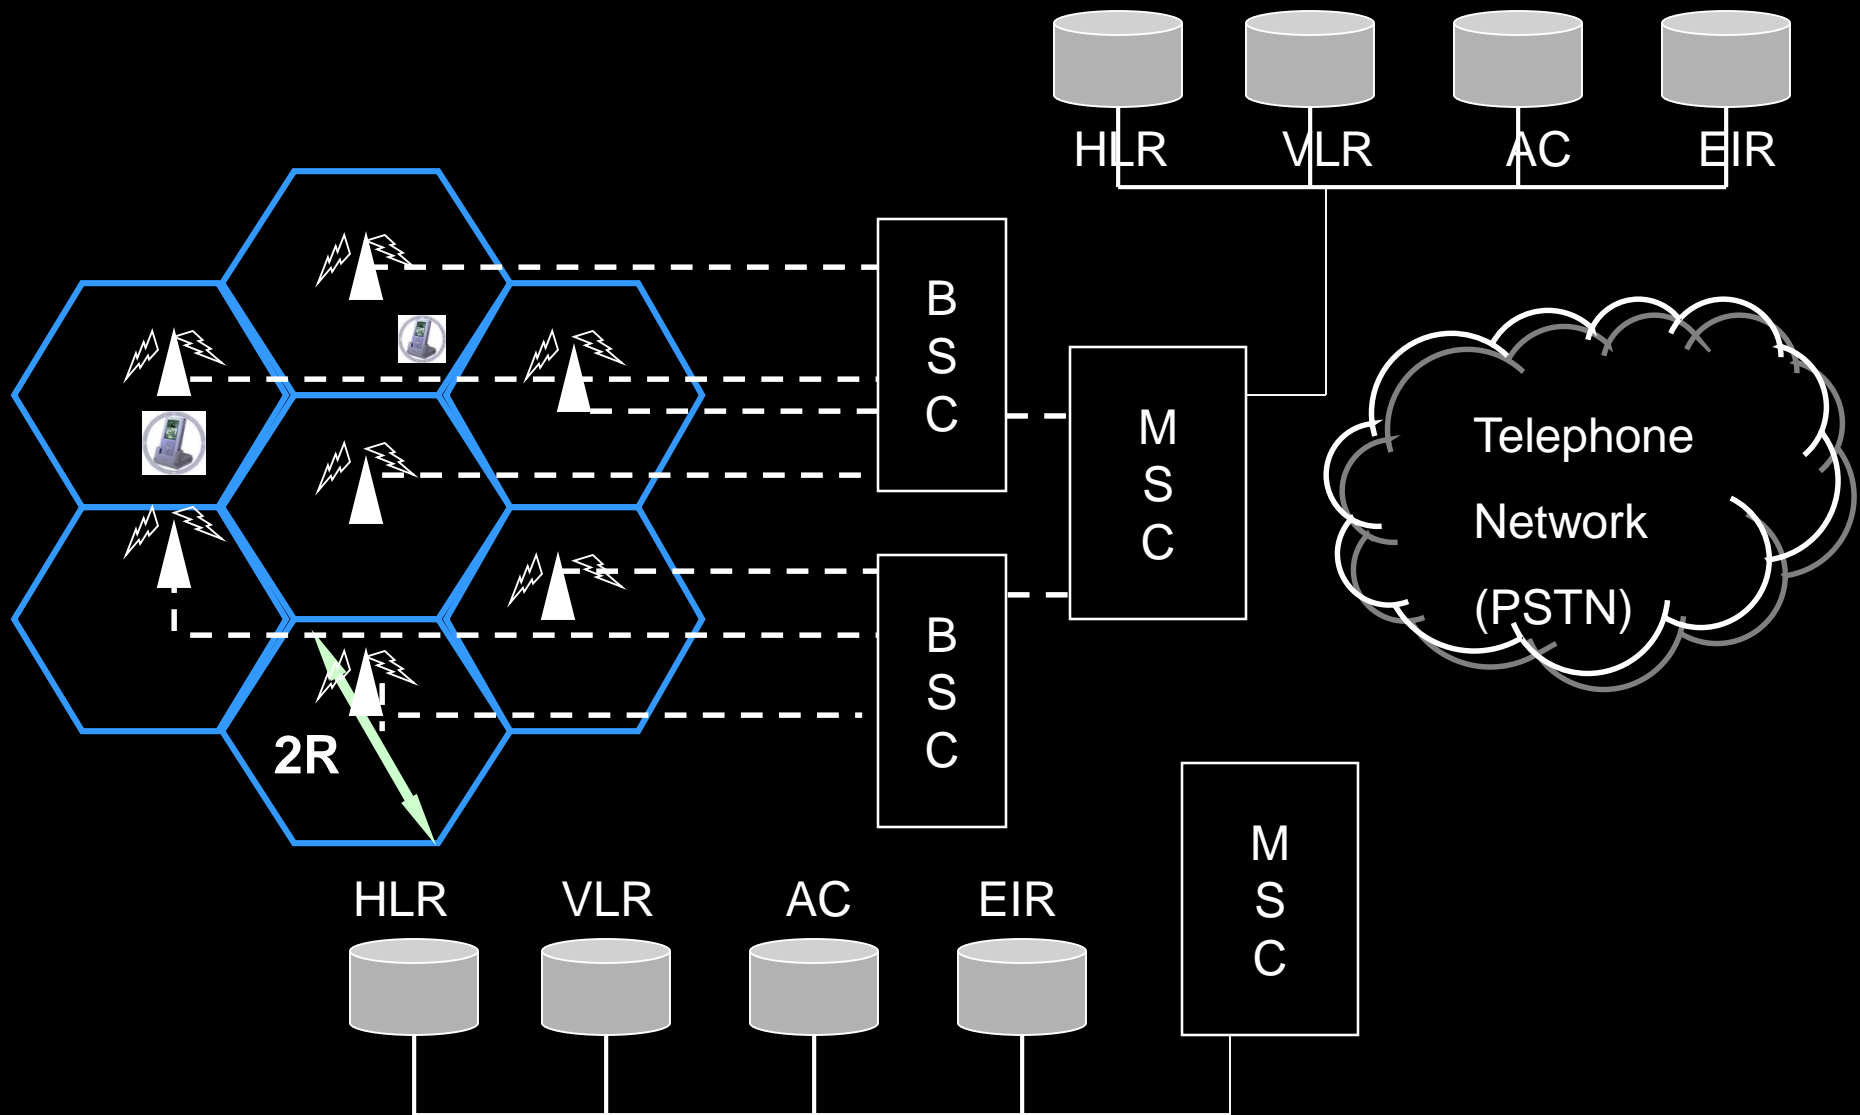 HLR VLR AC EIR
B
S
C
M
S
C
Telephone
Network
(PSTN)
B
S
C
2R
M
S
C
HLR VLR AC EIR